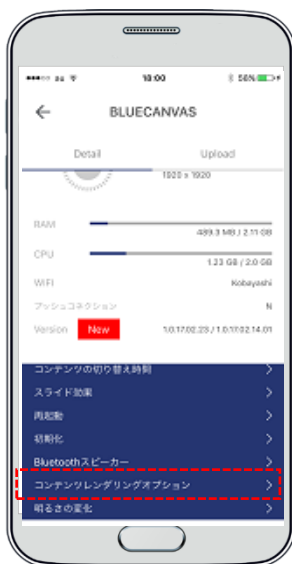 3G 18:00 58%
BLUECANVAS
Detail Upload
1920 x 1920
RAM
489.3 MB / 2.11 GB
CPU
1.23 GB / 2.0 GB
WIFI Kobayashi
プッシュコネクション N
Version New 1.0.1702.23 / 1.0.1702.14.01
コンテンツの切り替え時間
スライド効果
再起動
初期化
Bluetoothスピーカー
コンテンツレンダリングオプション
明るさの変化